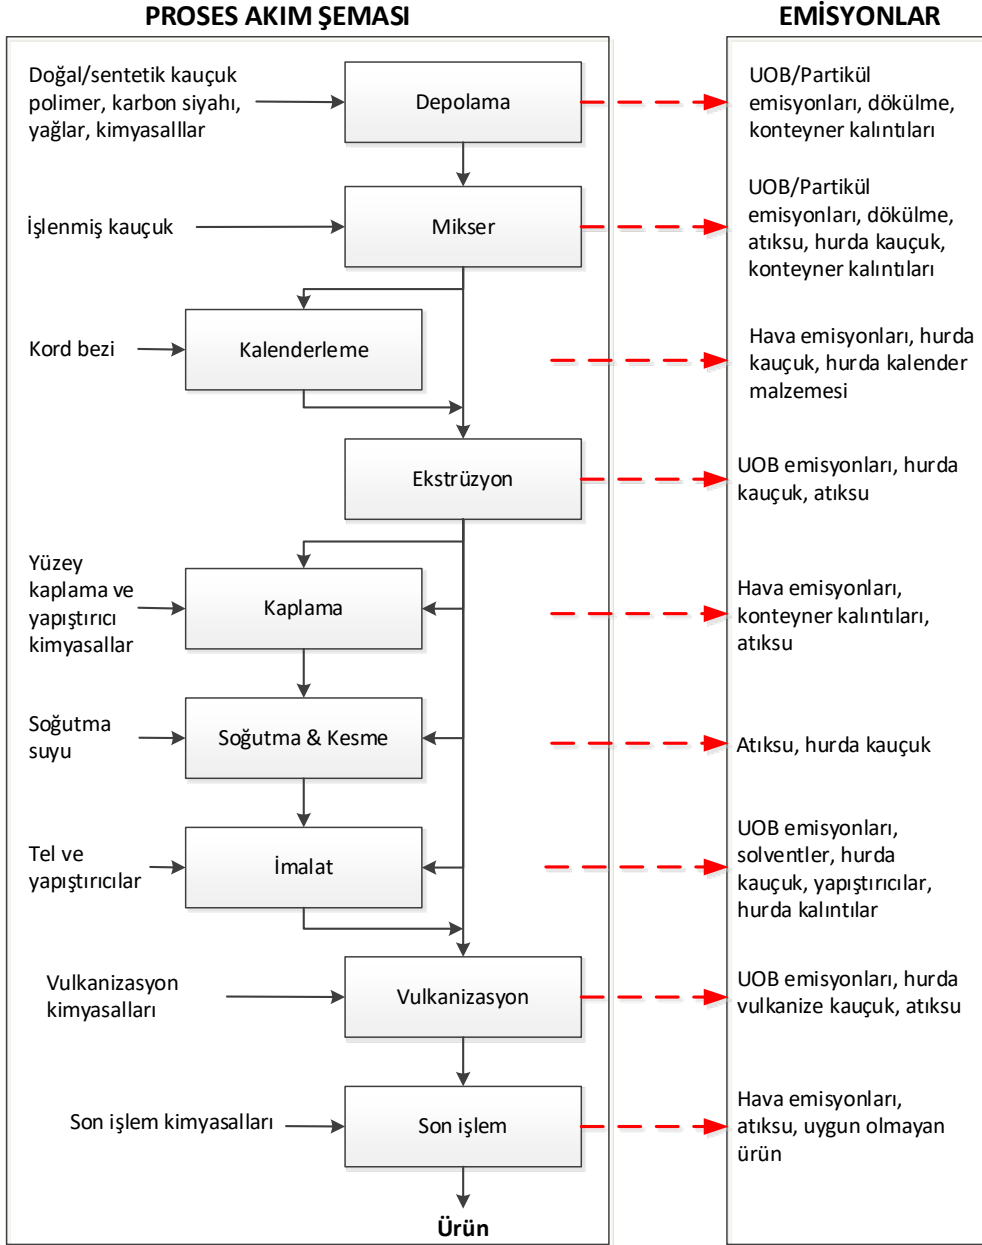 PROSES AKIM ŞEMASI
EMİSYONLAR
Doğal/sentetik kauçuk
polimer, karbon siyahı,
yağlar, kimyasalllar
Depolama
UOB/Partikül
emisyonları, dökülme,
konteyner kalıntıları
İşlenmiş kauçuk
Mikser
UOB/Partikül
emisyonları, dökülme,
atıksu, hurda kauçuk,
konteyner kalıntıları
Kord bezi
Kalenderleme
Hava emisyonları, hurda
kauçuk, hurda kalender
malzemesi
Ekstrüzyon
UOB emisyonları, hurda
kauçuk, atıksu
Yüzey
kaplama ve
yapıştırıcı
kimyasallar
Kaplama
Hava emisyonları,
konteyner kalıntıları,
atıksu
Soğutma
suyu
Soğutma & Kesme
Atıksu, hurda kauçuk
Tel ve
yapıştırıcılar
İmalat
UOB emisyonları,
solventler, hurda
kauçuk, yapıştırıcılar,
hurda kalıntılar
Vulkanizasyon
kimyasalları
Vulkanizasyon
UOB emisyonları, hurda
vulkanize kauçuk, atıksu
Son işlem kimyasalları
Son işlem
Hava emisyonları,
atıksu, uygun olmayan
ürün
Ürün